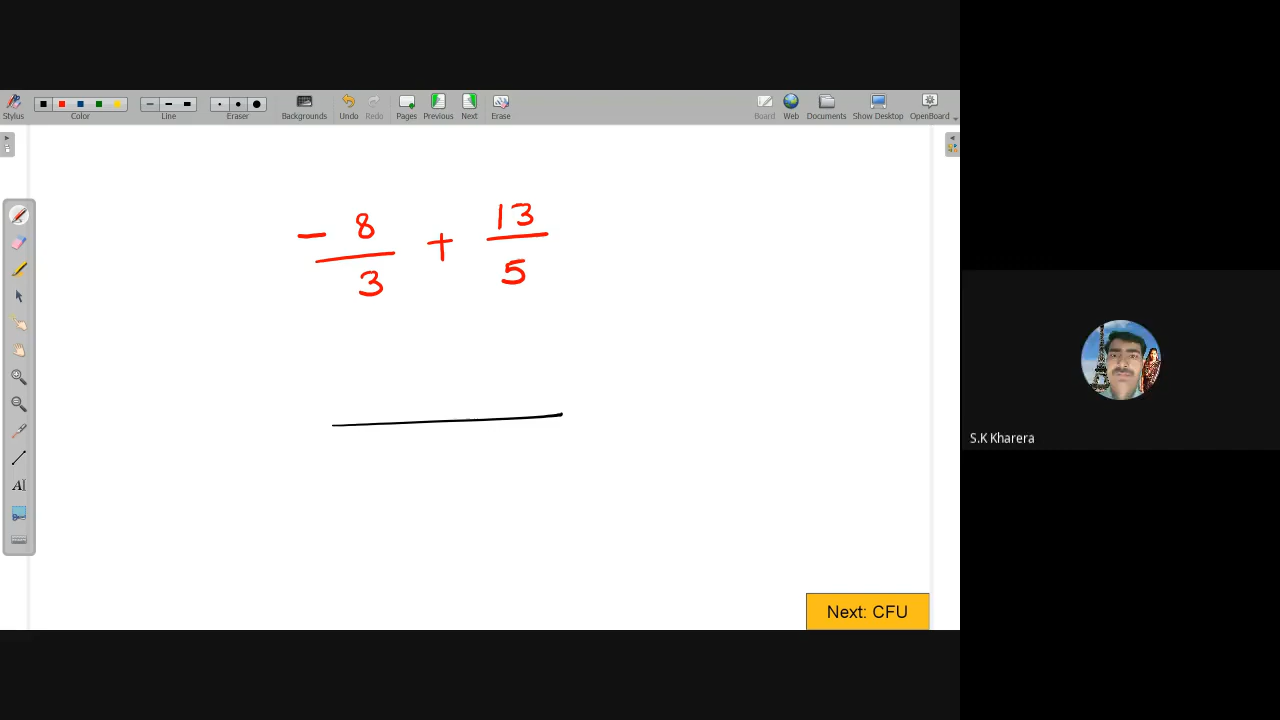 Stylus Color Line Eraser Backgrounds Undo Redo Pages Previous Next Erase Board Web Documents Show Desktop OpenBoard
- 8/3 + 13/5
S.K Kharera
Next: CFU